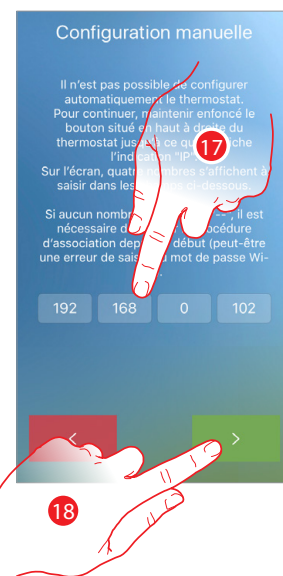 Configuration manuelle
Il n'est pas possible de configurer
automatiquement le thermostat.
Pour continuer, maintenir enfoncé le
bouton situé en haut à droite du
thermostat jusqu'à ce
l'indication "IP"
Sur l'écran, quatre nombres s'affichent à
saisir dans les ci-dessous.
Si aucun nombre "--", il est
nécessaire procédure
d'association début (peut-être
une erreur de mot de passe Wi-
192 168 0 102
< >
17
18